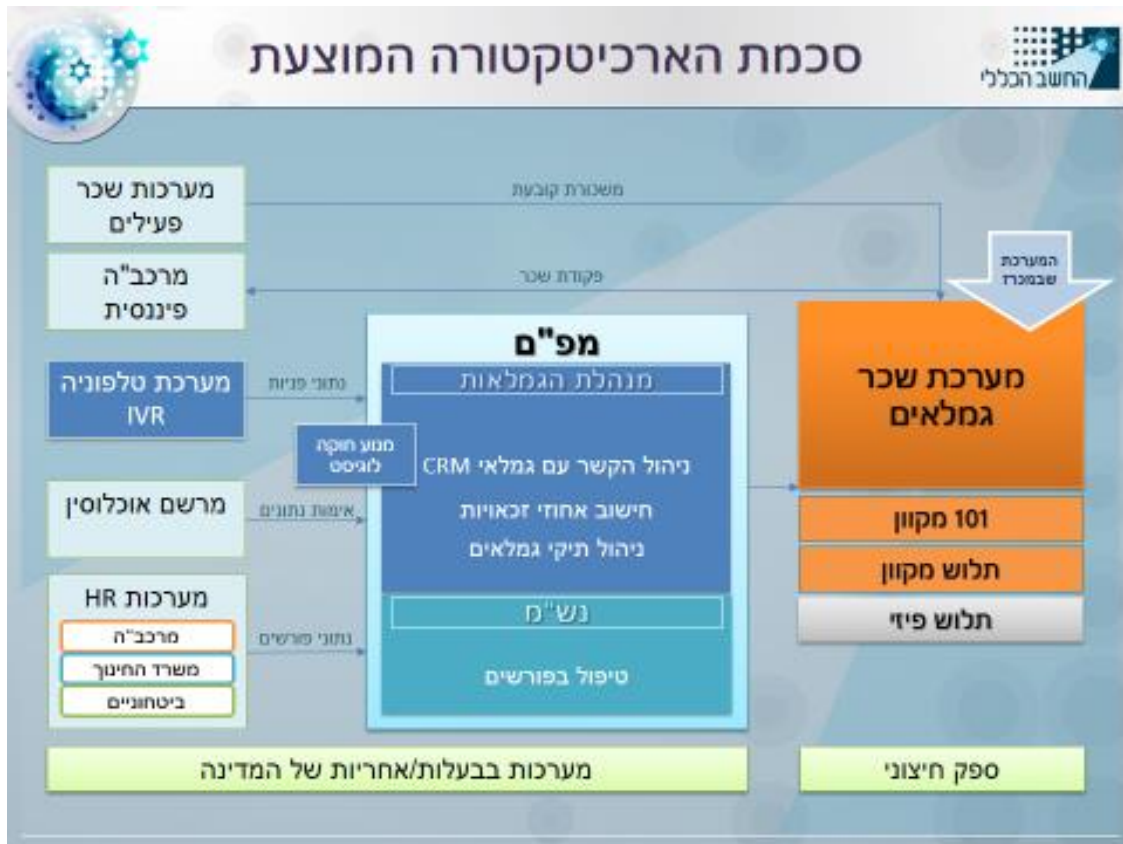 סכמת הארכיטקטורה המוצעת
החשב הכללי
מערכות שכר
פעילים
משכורת קובעת
מרכב"ה
פיננסית
פקודת שכר
המערכת
שבמכרז
מפ"ם
מערכת שכר
גמלאים
מנהלת הגמלאות
מערכת טלפוניה
IVR
נתוני פניות
מנוע חוקה
לוגיסט
ניהול הקשר עם גמלאי CRM
חישוב אחוזי זכאויות
ניהול תיקי גמלאים
מרשם אוכלוסין
אימות נתונים
101 מקוון
תלוש מקוון
תלוש פיזי
מערכות HR
מרכב"ה
משרד החינוך
ביטחוניים
נתוני פורשים
נש"מ
טיפול בפורשים
ספק חיצוני
מערכות בבעלות/אחריות של המדינה